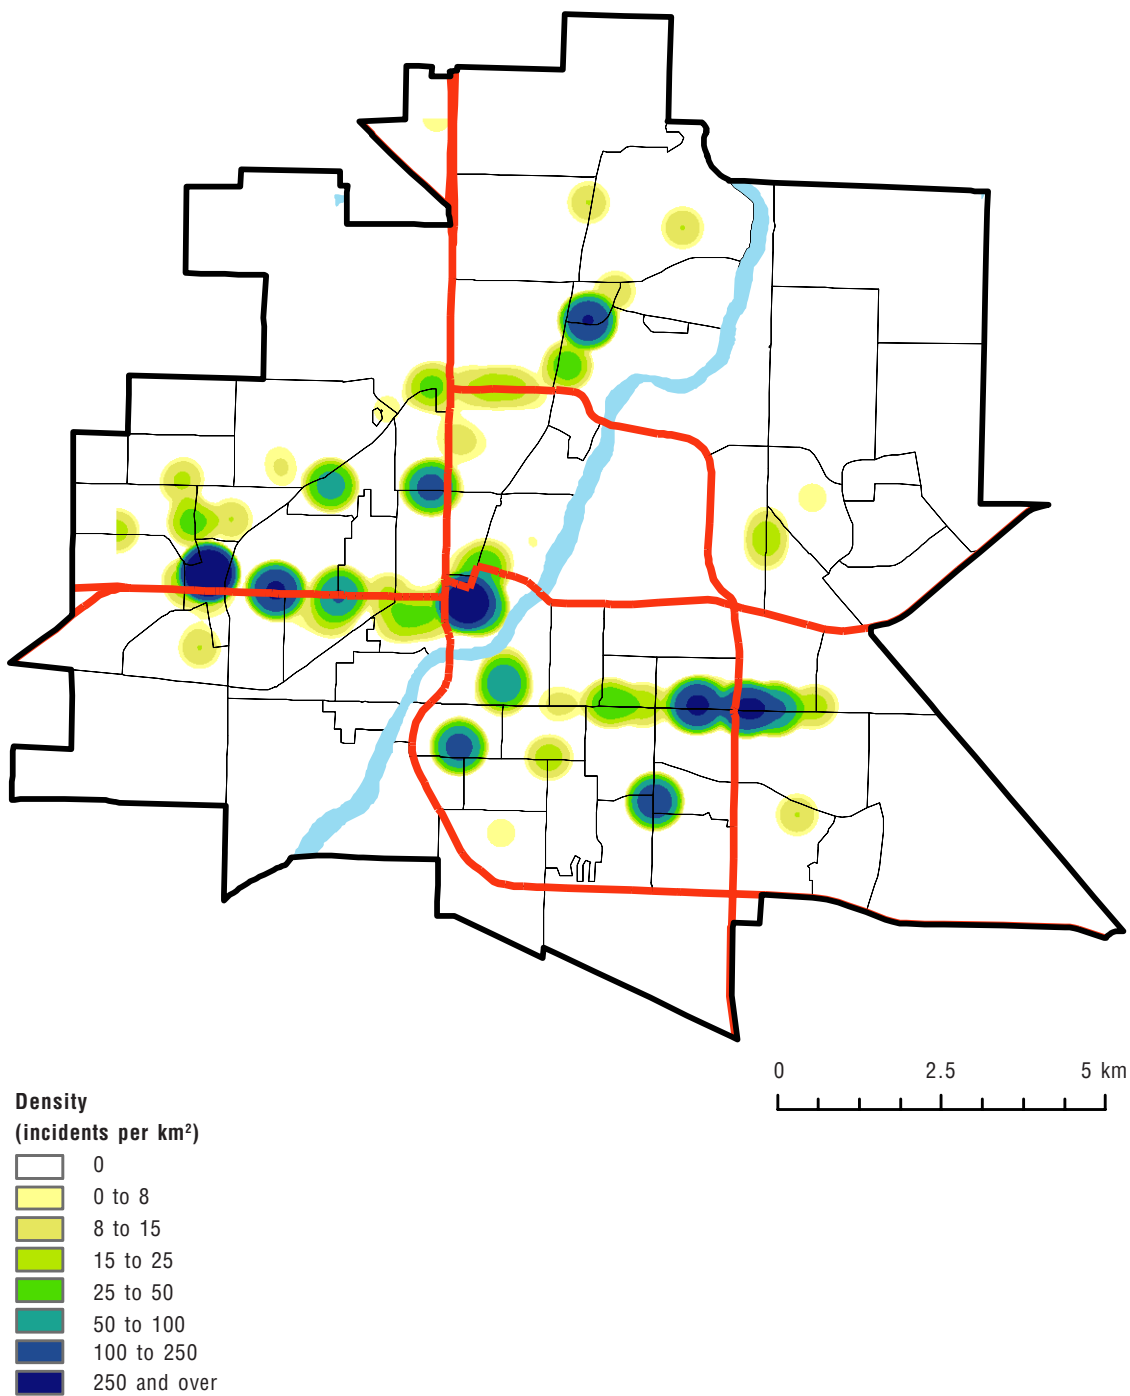 0 2.5 5 km
Density
(incidents per km²)
0
0 to 8
8 to 15
15 to 25
25 to 50
50 to 100
100 to 250
250 and over